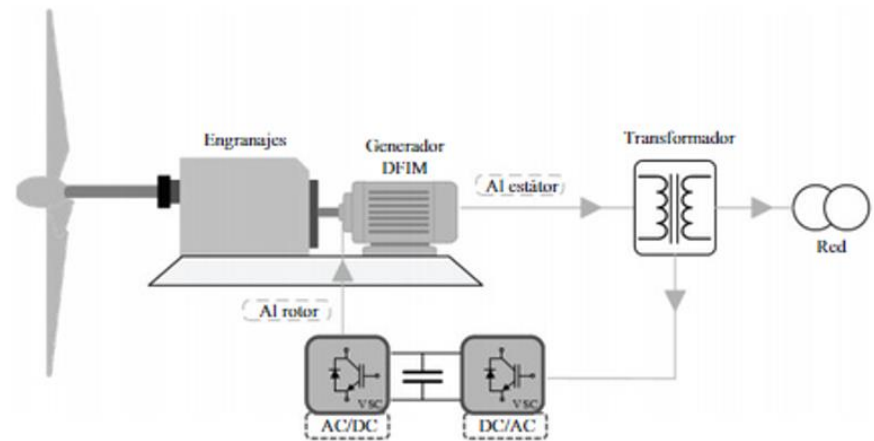 Engranajes
Generador
DFIM
Transformador
Al estátor
Red
Al rotor
VSC
VSC
AC/DC
DC/AC